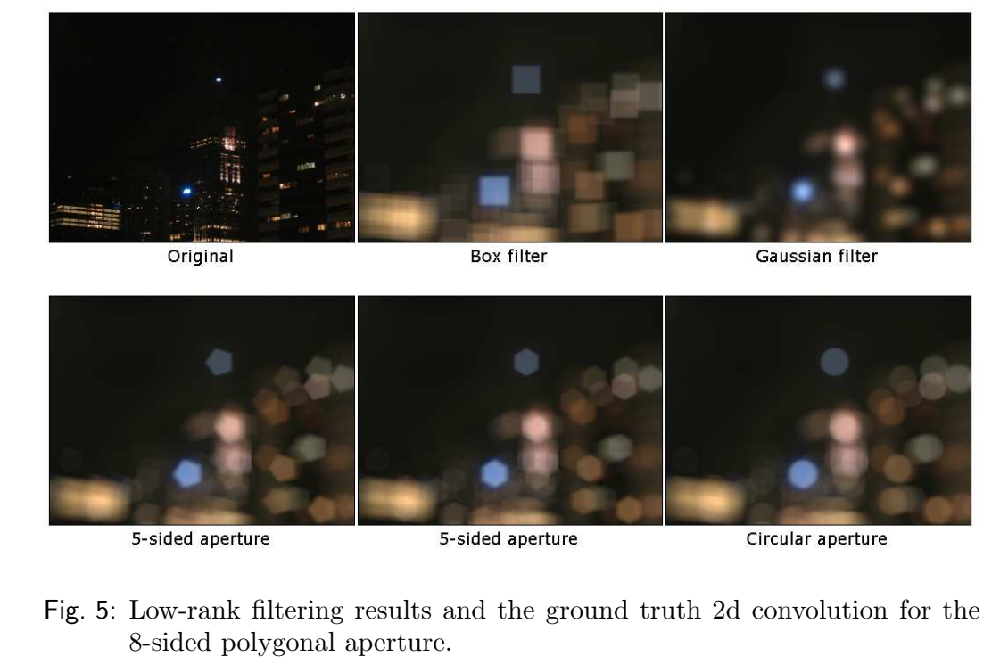 Original
Box filter
Gaussian filter
5-sided aperture
5-sided aperture
Circular aperture
Fig. 5: Low-rank filtering results and the ground truth 2d convolution for the
8-sided polygonal aperture.